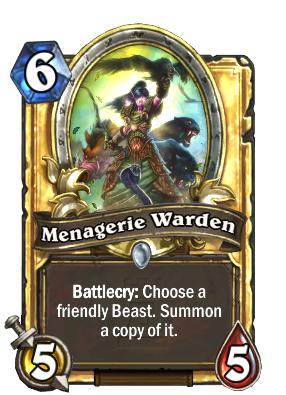 6
Menagerie Warden
Battlecry: Choose a
friendly Beast. Summon
a copy of it.
5
5